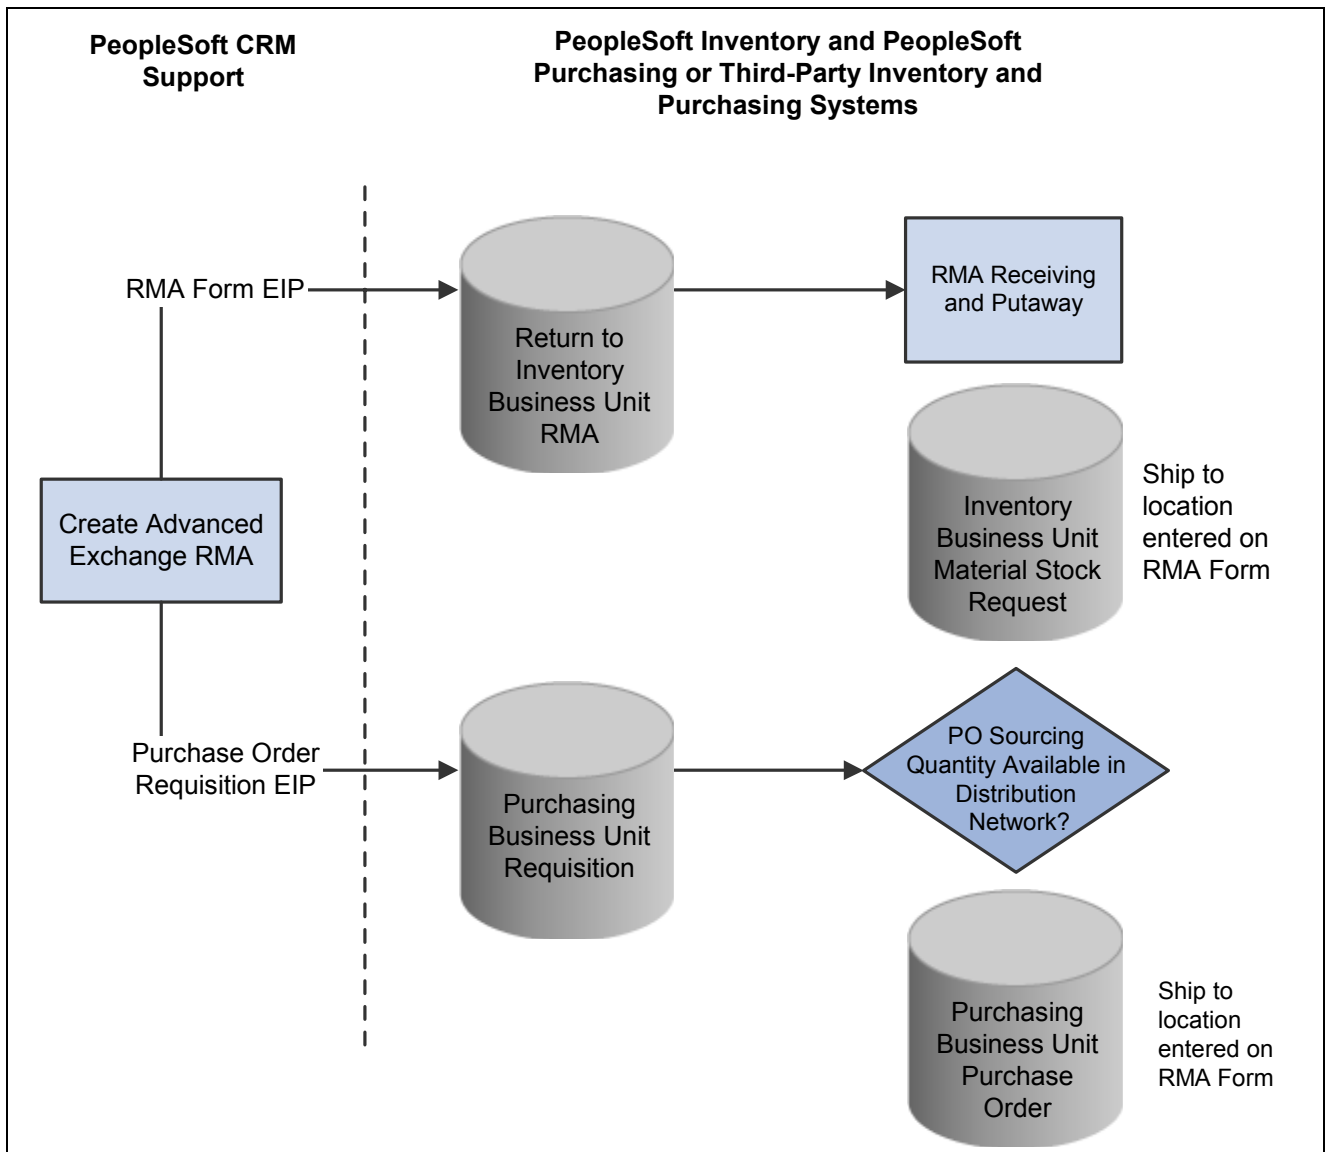 PeopleSoft CRM
Support
PeopleSoft Inventory and PeopleSoft
Purchasing or Third-Party Inventory and
Purchasing Systems
RMA Form EIP
Return to
Inventory
Business Unit
RMA
RMA Receiving
and Putaway
Create Advanced
Exchange RMA
Inventory
Business Unit
Material Stock
Request
Ship to
location
entered on
RMA Form
Purchase Order
Requisition EIP
Purchasing
Business Unit
Requisition
PO Sourcing
Quantity Available in
Distribution
Network?
Purchasing
Business Unit
Purchase
Order
Ship to
location
entered on
RMA Form